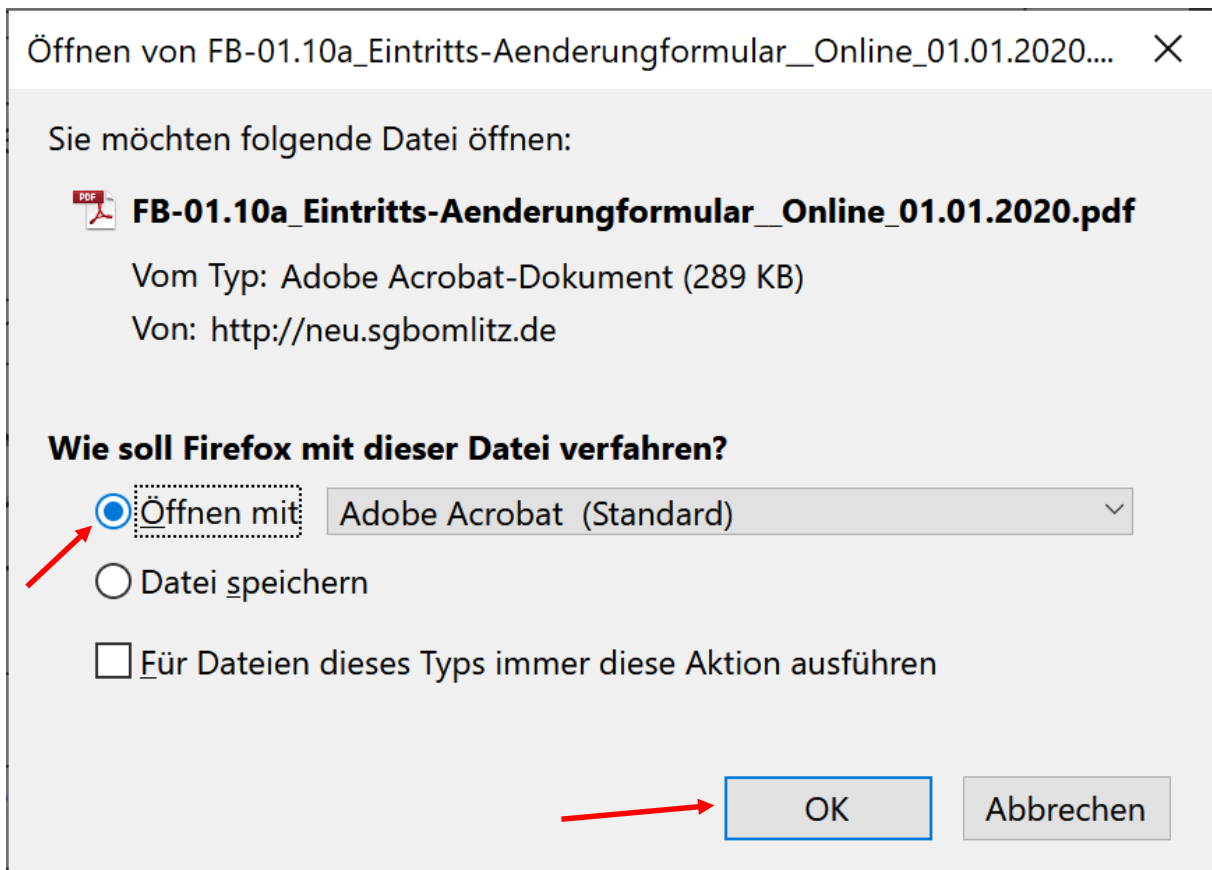 Öffnen von FB-01.10a_Eintritts-Aenderungformular__Online_01.01.2020....
Sie möchten folgende Datei öffnen:
PDF
FB-01.10a_Eintritts-Aenderungformular__Online_01.01.2020.pdf
Vom Typ: Adobe Acrobat-Dokument (289 KB)
Von: http://neu.sgbomlitz.de
Wie soll Firefox mit dieser Datei verfahren?
Öffnen mit Adobe Acrobat (Standard)
Datei speichern
Für Dateien dieses Typs immer diese Aktion ausführen
OK Abbrechen